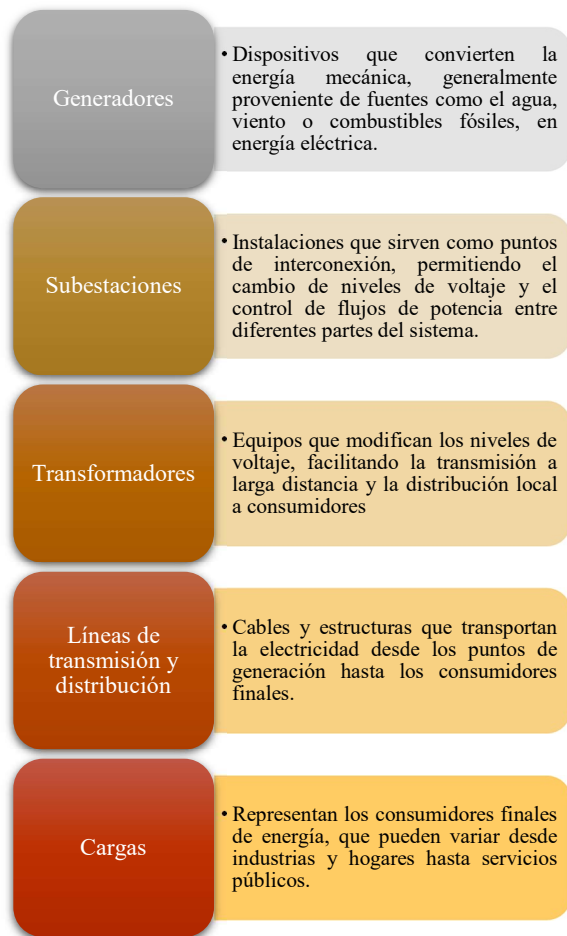 Generadores
• Dispositivos que convierten la
energía mecánica, generalmente
proveniente de fuentes como el agua,
viento o combustibles fósiles, en
energía eléctrica.
Subestaciones
• Instalaciones que sirven como puntos
de interconexión, permitiendo el
cambio de niveles de voltaje y el
control de flujos de potencia entre
diferentes partes del sistema.
Transformadores
• Equipos que modifican los niveles de
voltaje, facilitando la transmisión a
larga distancia y la distribución local
a consumidores
Líneas de
transmisión y
distribución
• Cables y estructuras que transportan
la electricidad desde los puntos de
generación hasta los consumidores
finales.
Cargas
• Representan los consumidores finales
de energía, que pueden variar desde
industrias y hogares hasta servicios
públicos.